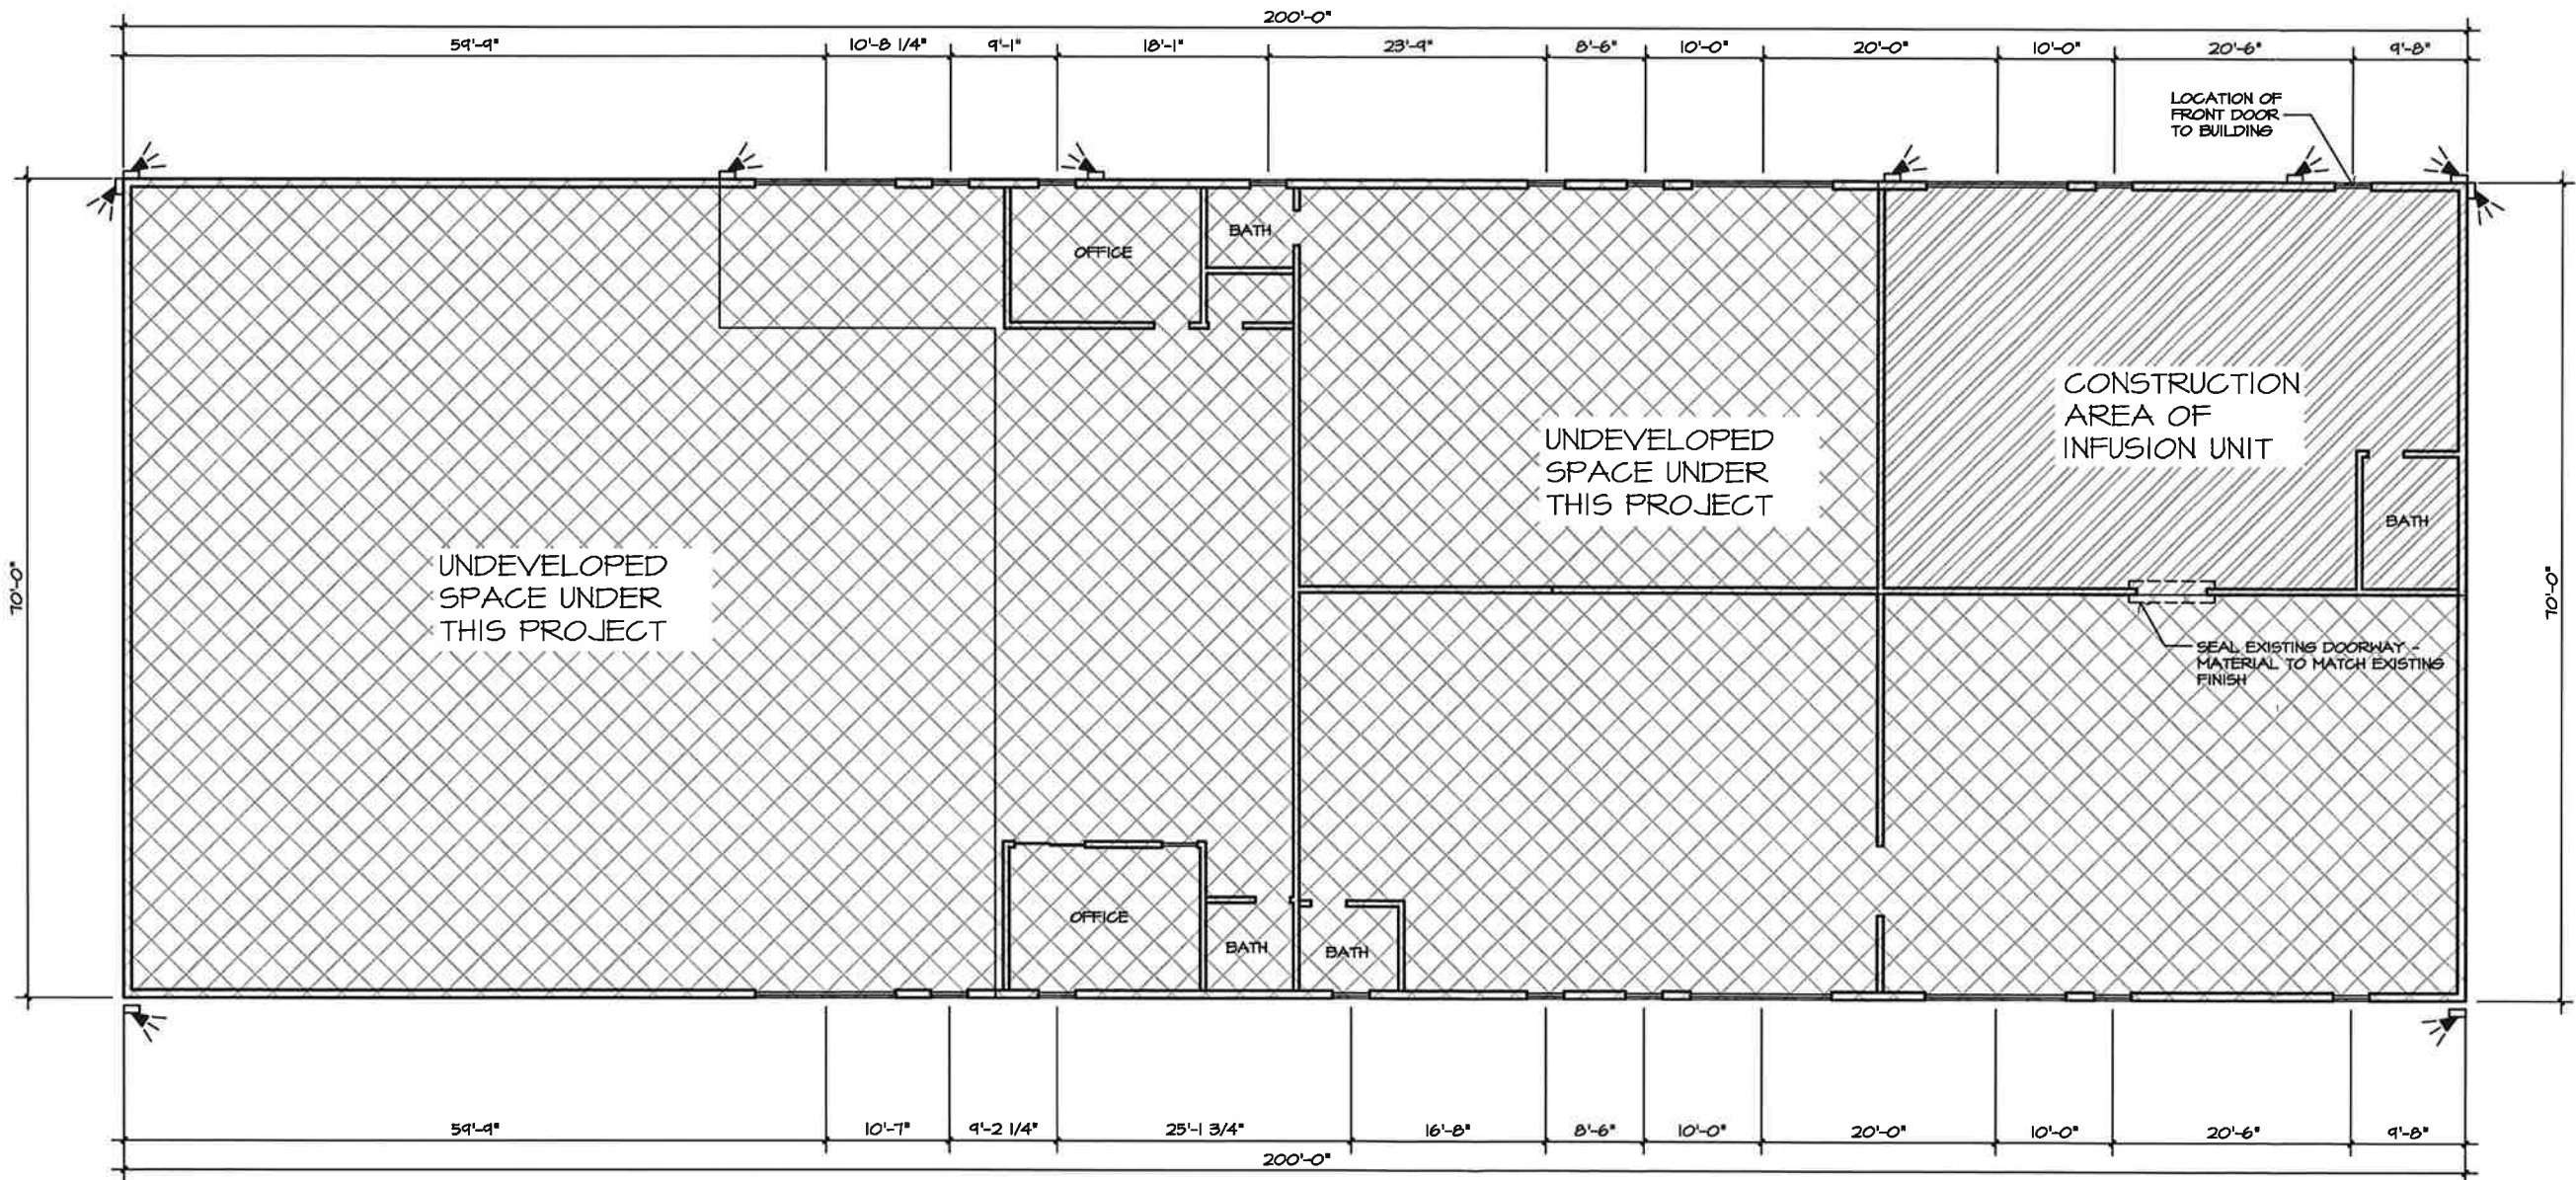 200'-0"
59'-9" 10'-8 1/4" 9'-1" 18'-1" 23'-9" 8'-6" 10'-0" 20'-0" 10'-0" 20'-6" 9'-8"
LOCATION OF
FRONT DOOR
TO BUILDING
OFFICE
BATH
CONSTRUCTION
AREA OF
INFUSION UNIT
UNDEVELOPED
SPACE UNDER
THIS PROJECT
BATH
UNDEVELOPED
SPACE UNDER
THIS PROJECT
70'-0"
70'-0"
SEAL EXISTING DOORWAY -
MATERIAL TO MATCH EXISTING
FINISH
OFFICE
BATH
BATH
59'-9" 10'-7" 9'-2 1/4" 25'-1 3/4" 16'-8" 8'-6" 10'-0" 20'-0" 10'-0" 20'-6" 9'-8"
200'-0"